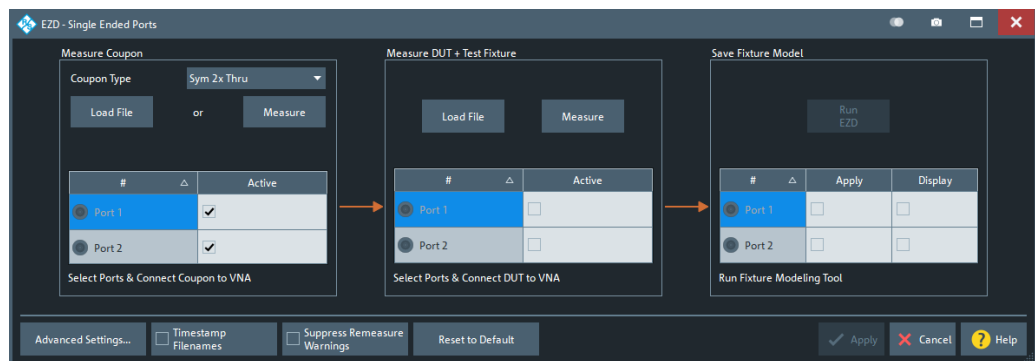 EZD - Single Ended Ports
Measure Coupon
Coupon Type
Sym 2x Thru
Load File
or
Measure
#
Active
Port 1
Port 2
Select Ports & Connect Coupon to VNA
Measure DUT + Test Fixture
Load File
Measure
#
Active
Port 1
Port 2
Select Ports & Connect DUT to VNA
Save Fixture Model
Run
EZD
#
Apply
Display
Port 1
Port 2
Run Fixture Modeling Tool
Advanced Settings...
Timestamp
Filenames
Suppress Remeasure
Warnings
Reset to Default
Apply
Cancel
? Help